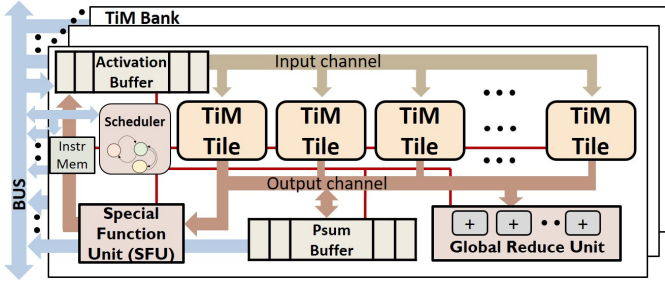 TiM Bank
Activation
Buffer
Input channel
Scheduler
TiM
Tile
TiM
Tile
TiM
Tile
TiM
Tile
Instr
Mem
BUS
Output channel
Special
Function
Unit (SFU)
Psum
Buffer
+ + +
Global Reduce Unit